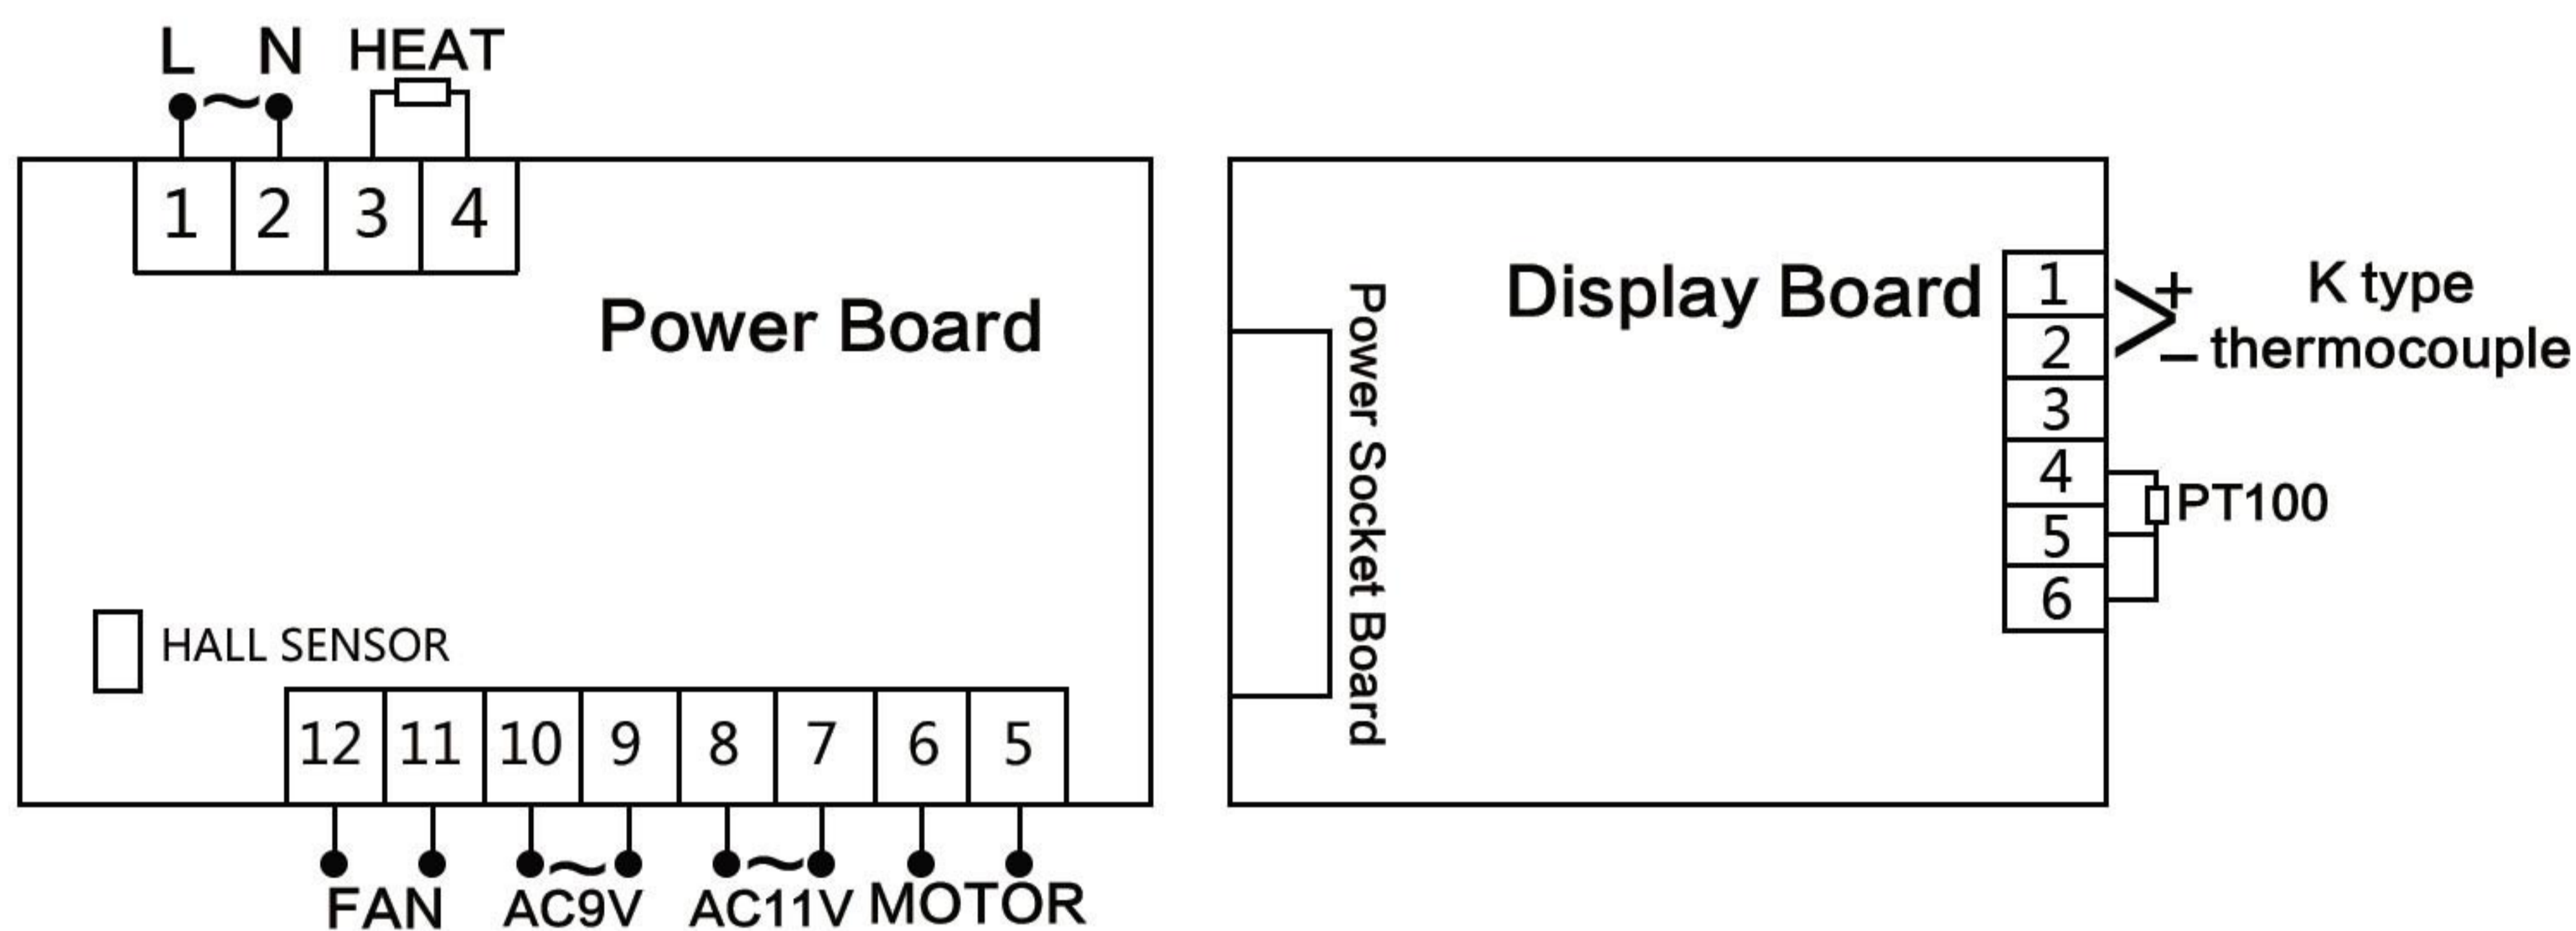 L N HEAT
~
1 2 3 4
Power Board
HALL SENSOR
12 11 10 9 8 7 6 5
~ ~
FAN AC9V AC11V MOTOR
Power Socket Board
Display Board
1
2
3
4
5
6
+ K type
– thermocouple
PT100